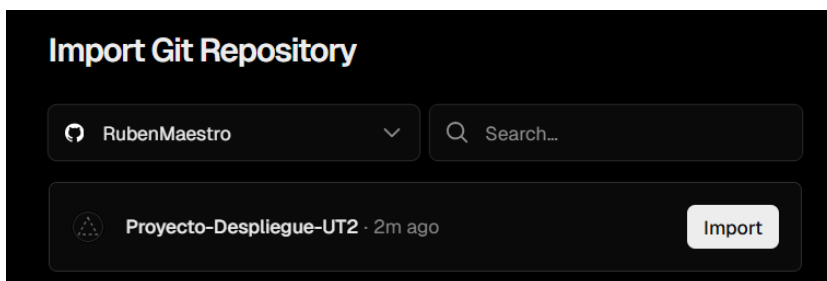 Import Git Repository
RubenMaestro
Search...
Proyecto-Despliegue-UT2 · 2m ago
Import